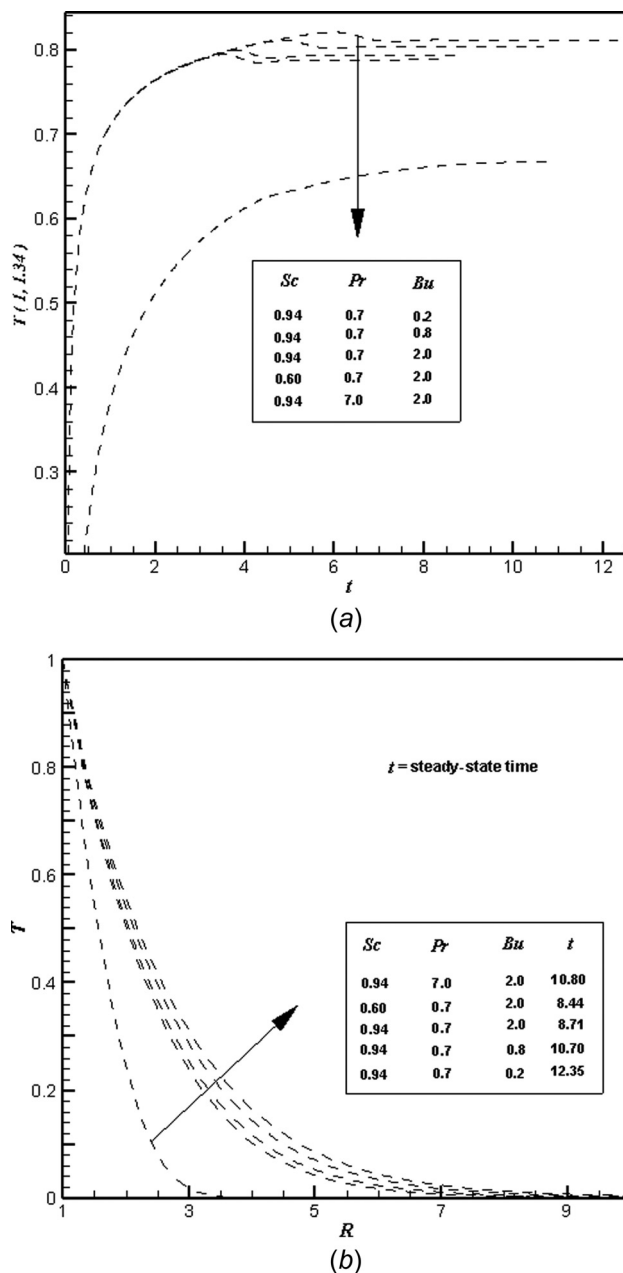 0.8
0.7
0.6
0.5
0.4
0.3
T ( 1, 1.34 )
Sc Pr Bu
0.94 0.7 0.2
0.94 0.7 0.8
0.94 0.7 2.0
0.60 0.7 2.0
0.94 7.0 2.0
0 2 4 6 8 10 12
t
(a)
1
0.8
0.6
0.4
0.2
0
T
t = steady-state time
Sc Pr Bu t
0.94 7.0 2.0 10.80
0.60 0.7 2.0 8.44
0.94 0.7 2.0 8.71
0.94 0.7 0.8 10.70
0.94 0.7 0.2 12.35
1 3 5 7 9
R
(b)